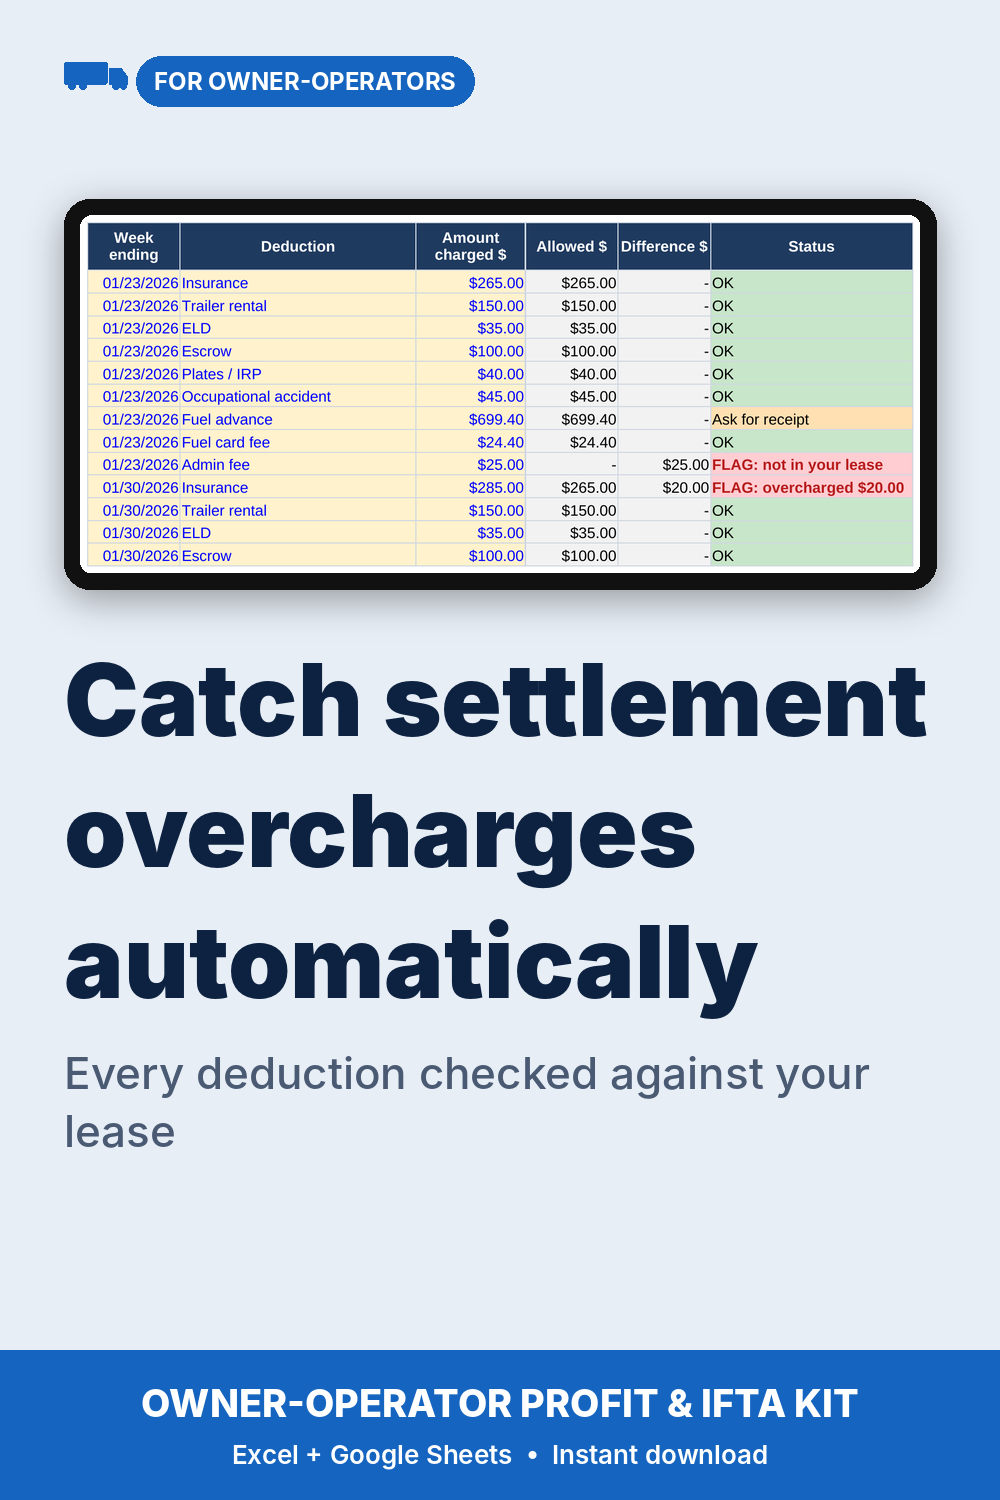 FOR OWNER-OPERATORS
Week ending Deduction Amount charged $ Allowed $ Difference $ Status
01/23/2026 Insurance $265.00 $265.00 - OK
01/23/2026 Trailer rental $150.00 $150.00 - OK
01/23/2026 ELD $35.00 $35.00 - OK
01/23/2026 Escrow $100.00 $100.00 - OK
01/23/2026 Plates / IRP $40.00 $40.00 - OK
01/23/2026 Occupational accident $45.00 $45.00 - OK
01/23/2026 Fuel advance $699.40 $699.40 - Ask for receipt
01/23/2026 Fuel card fee $24.40 $24.40 - OK
01/23/2026 Admin fee $25.00 - $25.00 FLAG: not in your lease
01/30/2026 Insurance $285.00 $265.00 $20.00 FLAG: overcharged $20.00
01/30/2026 Trailer rental $150.00 $150.00 - OK
01/30/2026 ELD $35.00 $35.00 - OK
01/30/2026 Escrow $100.00 $100.00 - OK
Catch settlement
overcharges
automatically
Every deduction checked against your
lease
OWNER-OPERATOR PROFIT & IFTA KIT
Excel + Google Sheets • Instant download